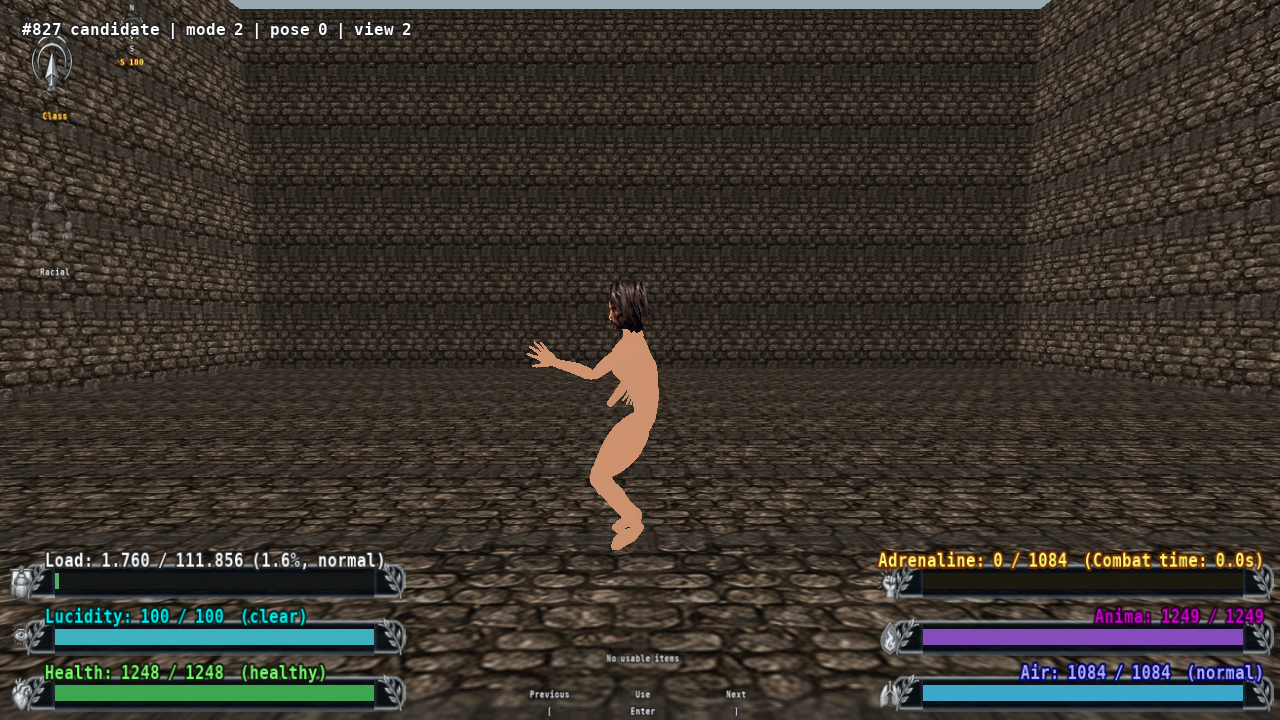 #827 candidate | mode 2 | pose 0 | view 2
N
S
S 180
Class
Racial
Load: 1.760 / 111.856 (1.6%, normal)
Adrenaline: 0 / 1084 (Combat time: 0.0s)
Lucidity: 100 / 100 (clear)
Anima: 1249 / 1249
Health: 1248 / 1248 (healthy)
Air: 1084 / 1084 (normal)
No usable items
Previous Use Next
[ Enter ]